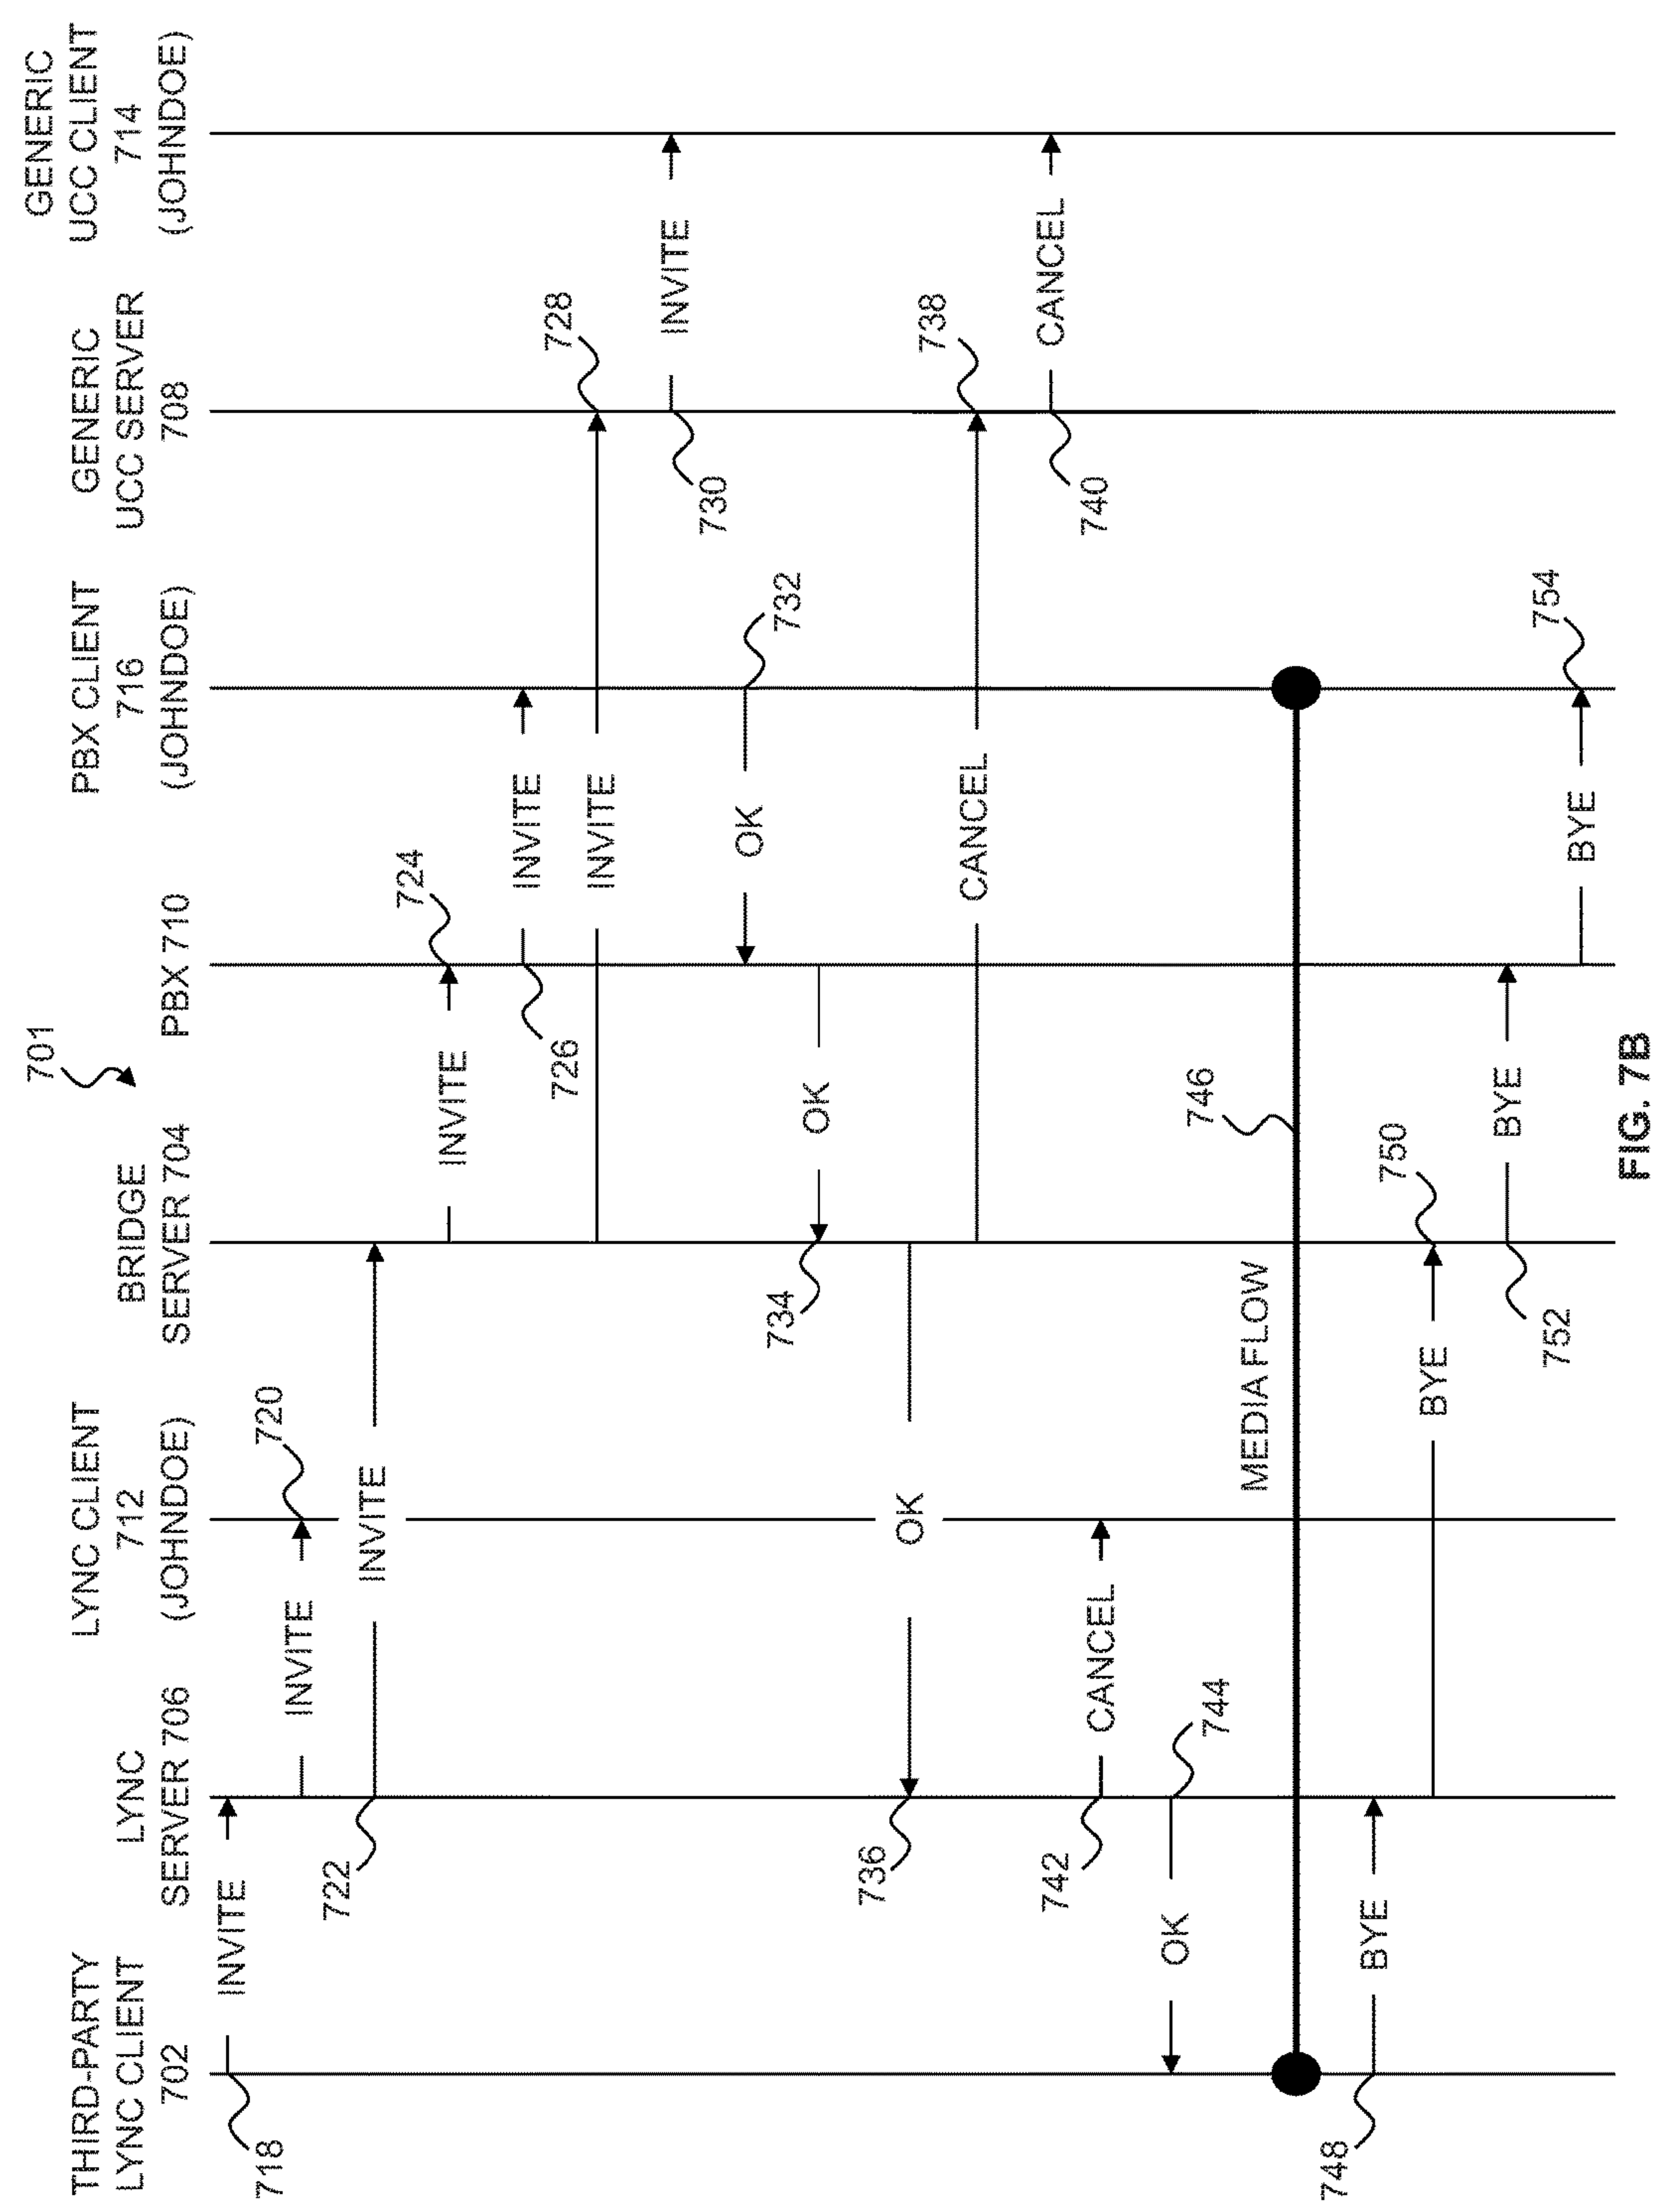 701
THIRD-PARTY
LYNC CLIENT
702
LYNC
SERVER 706
LYNC CLIENT
712
(JOHNDOE)
BRIDGE
SERVER 704
PBX 710
PBX CLIENT
716
(JOHNDOE)
GENERIC
UCC SERVER
708
GENERIC
UCC CLIENT
714
(JOHNDOE)
718
INVITE
INVITE
720
722
INVITE
INVITE
724
726
INVITE
INVITE
728
730
INVITE
OK
732
734
OK
736
OK
CANCEL
738
740
CANCEL
742
CANCEL
OK
744
MEDIA FLOW
746
748
BYE
BYE
750
752
BYE
BYE
754
FIG. 7B